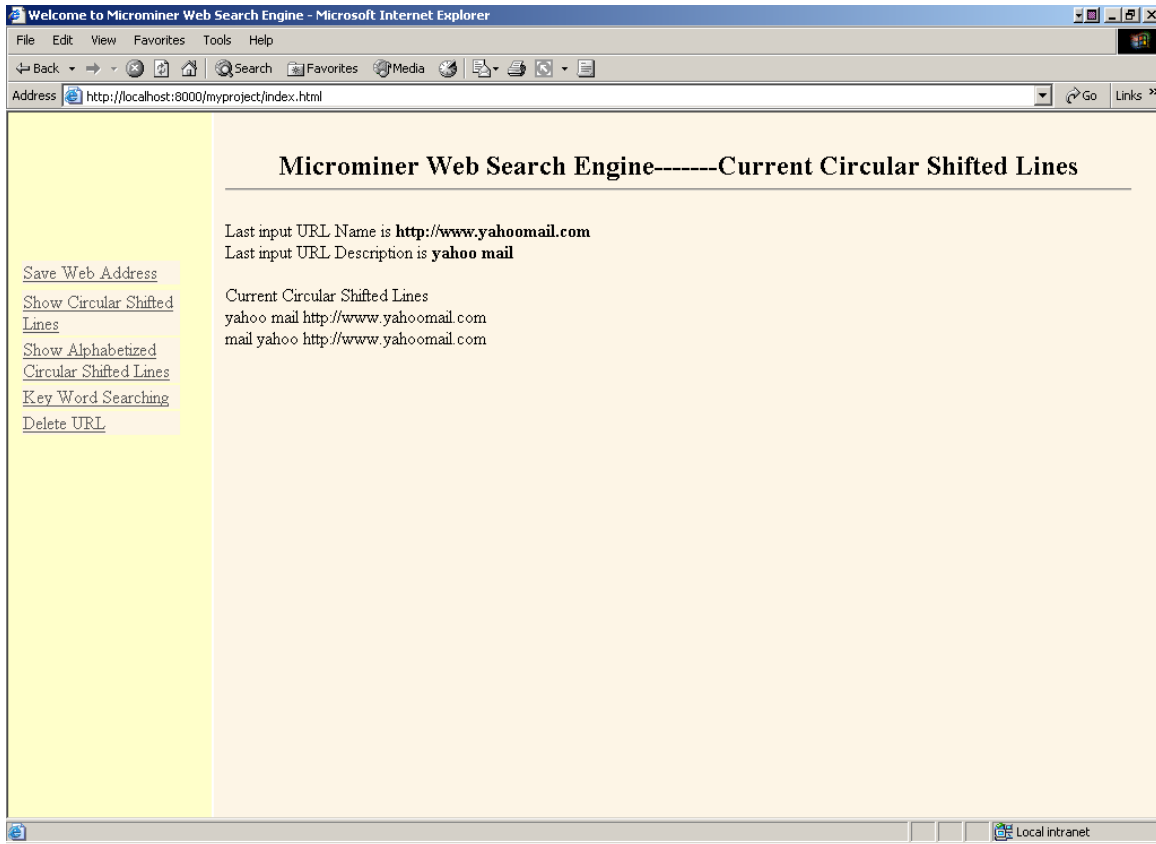 Welcome to Microminer Web Search Engine - Microsoft Internet Explorer
File Edit View Favorites Tools Help
Back Search Favorites Media
Address http://localhost:8000/myproject/index.html Go Links »
Microminer Web Search Engine-------Current Circular Shifted Lines
Save Web Address
Show Circular Shifted
Lines
Show Alphabetized
Circular Shifted Lines
Key Word Searching
Delete URL
Last input URL Name is http://www.yahoomail.com
Last input URL Description is yahoo mail
Current Circular Shifted Lines
yahoo mail http://www.yahoomail.com
mail yahoo http://www.yahoomail.com
Local intranet